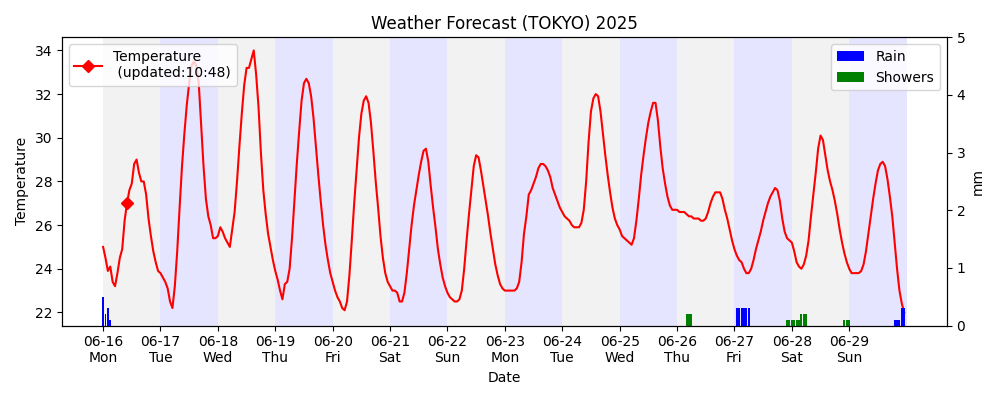 Weather Forecast (TOKYO) 2025
Temperature
(updated:10:48)
Rain
Showers
34
32
30
28
26
24
22
Temperature
5
4
3
2
1
0
mm
06-16 06-17 06-18 06-19 06-20 06-21 06-22 06-23 06-24 06-25 06-26 06-27 06-28 06-29
Mon Tue Wed Thu Fri Sat Sun Mon Tue Wed Thu Fri Sat Sun
Date